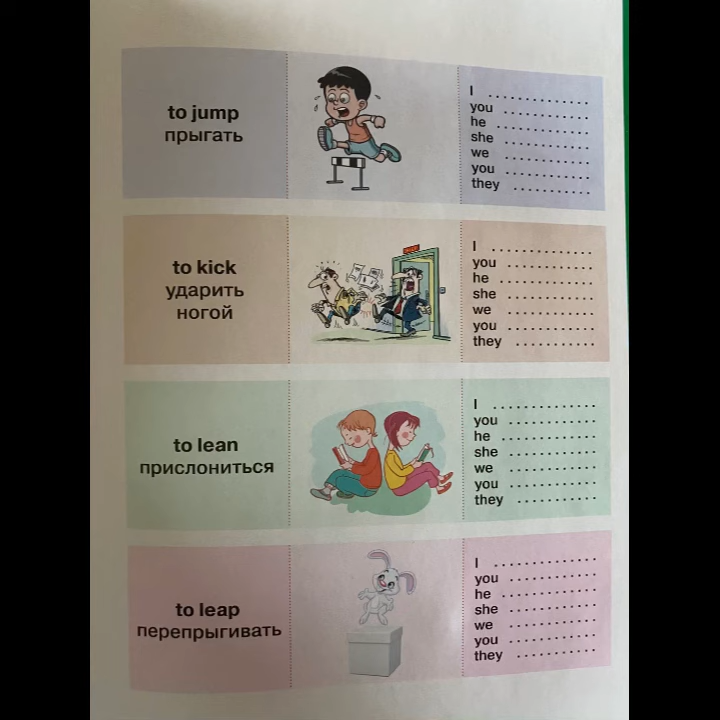 to jump
прыгать
I ..............
you ..............
he ..............
she ..............
we ..............
you ..............
they ............
to kick
ударить
ногой
I ..............
you ..............
he ..............
she ..............
we ..............
you ..............
they ............
to lean
прислониться
I ..............
you ..............
he ..............
she ..............
we ..............
you ..............
they ............
to leap
перепрыгивать
I ..............
you ..............
he ..............
she ..............
we ..............
you ..............
they ............